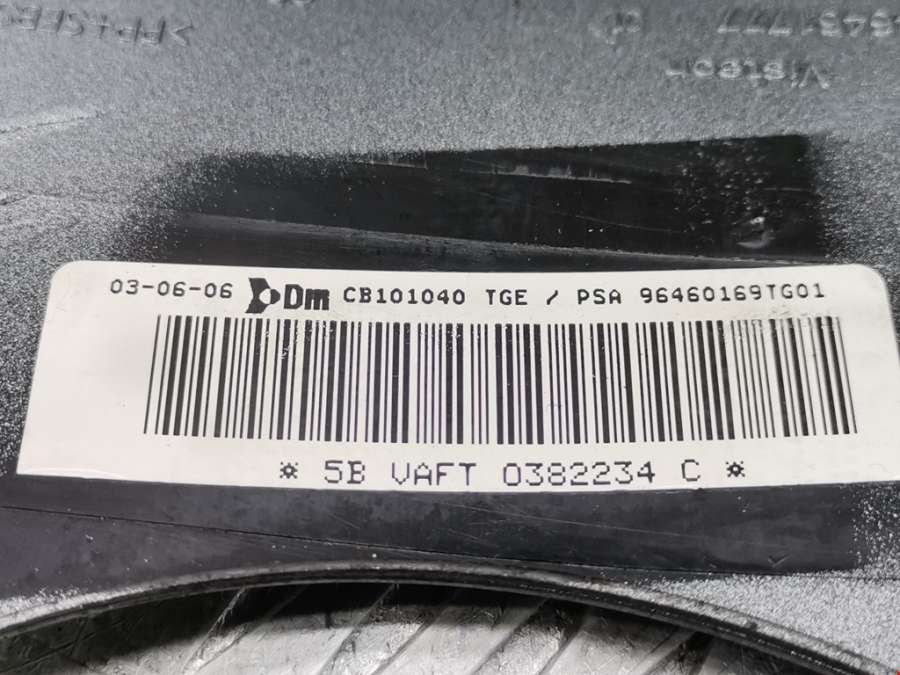 Visteon
03-06-06 Dm CB101040 TGE / PSA 96460169TG01
* 5B VAFT 0382234 C *